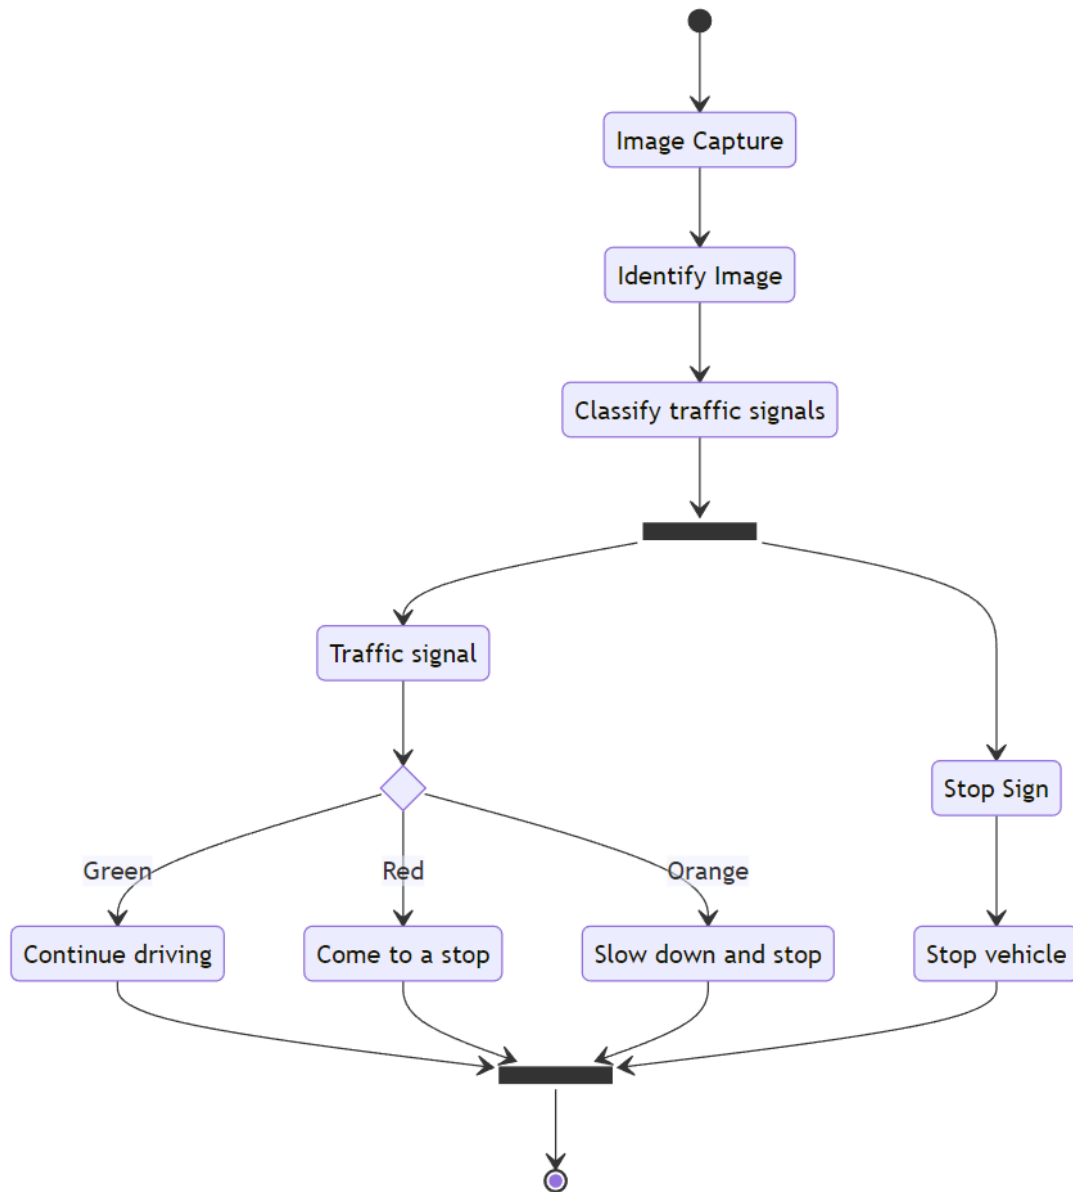 Image Capture
Identify Image
Classify traffic signals
Traffic signal
Stop Sign
Green
Red
Orange
Continue driving
Come to a stop
Slow down and stop
Stop vehicle